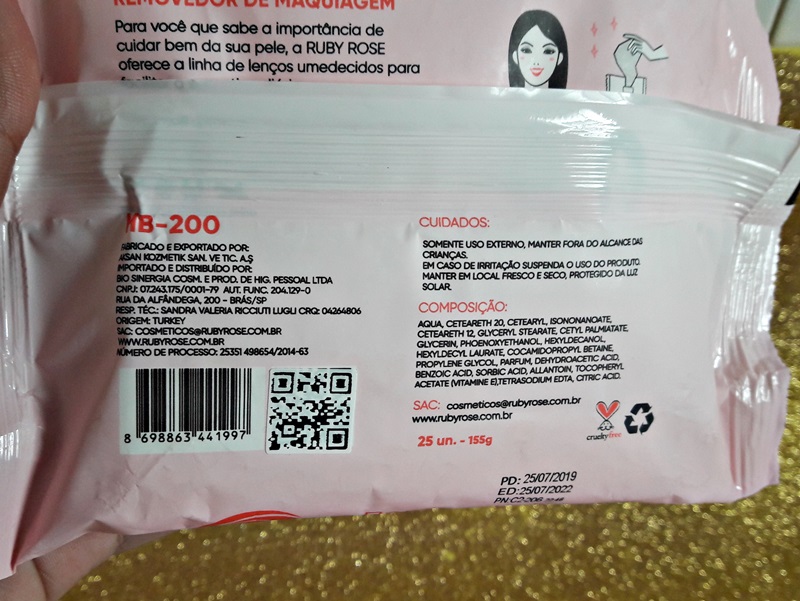 REMOVEDOR DE MAQUIAGEM
Para você que sabe a importância de
cuidar bem da sua pele, a RUBY ROSE
oferece a linha de lenços umedecidos para
HB-200
FABRICADO E EXPORTADO POR:
AKSAN KOZMETIK SAN. VE TIC. A.Ş
IMPORTADO E DISTRIBUÍDO POR:
BIO SINERGIA COSM. E PROD. DE HIG. PESSOAL LTDA
CNPJ: 07.243.175/0001-79 AUT. FUNC. 204.129-0
RUA DA ALFÂNDEGA, 200 – BRÁS/SP
RESP. TÉC.: SANDRA VALERIA RICCIUTI LUGLI CRQ: 04264806
ORIGEM: TURKEY
SAC: COSMETICOS@RUBYROSE.COM.BR
WWW.RUBYROSE.COM.BR
NÚMERO DE PROCESSO: 25351 498654/2014-63
8 698863 441997
CUIDADOS:
SOMENTE USO EXTERNO, MANTER FORA DO ALCANCE DAS
CRIANÇAS.
EM CASO DE IRRITAÇÃO SUSPENDA O USO DO PRODUTO.
MANTER EM LOCAL FRESCO E SECO, PROTEGIDO DA LUZ
SOLAR.
COMPOSIÇÃO:
AQUA, CETEARETH 20, CETEARYL, ISONONANOATE,
CETEARETH 12, GLYCERYL STEARATE, CETYL PALMIATATE,
GLYCERIN, PHENOXYETHANOL, HEXYLDECANOL,
HEXYLDECYL LAURATE, COCAMIDOPROPYL BETAINE,
PROPYLENE GLYCOL, PARFUM, DEHYDROACETIC ACID,
BENZOIC ACID, SORBIC ACID, ALLANTOIN, TOCOPHERYL
ACETATE (VITAMINE E),TETRASODIUM EDTA, CITRIC ACID.
SAC: cosmeticos@rubyrose.com.br
www.rubyrose.com.br
crueltyfree
25 un. - 155g
PD: 25/07/2019
ED:25/07/2022